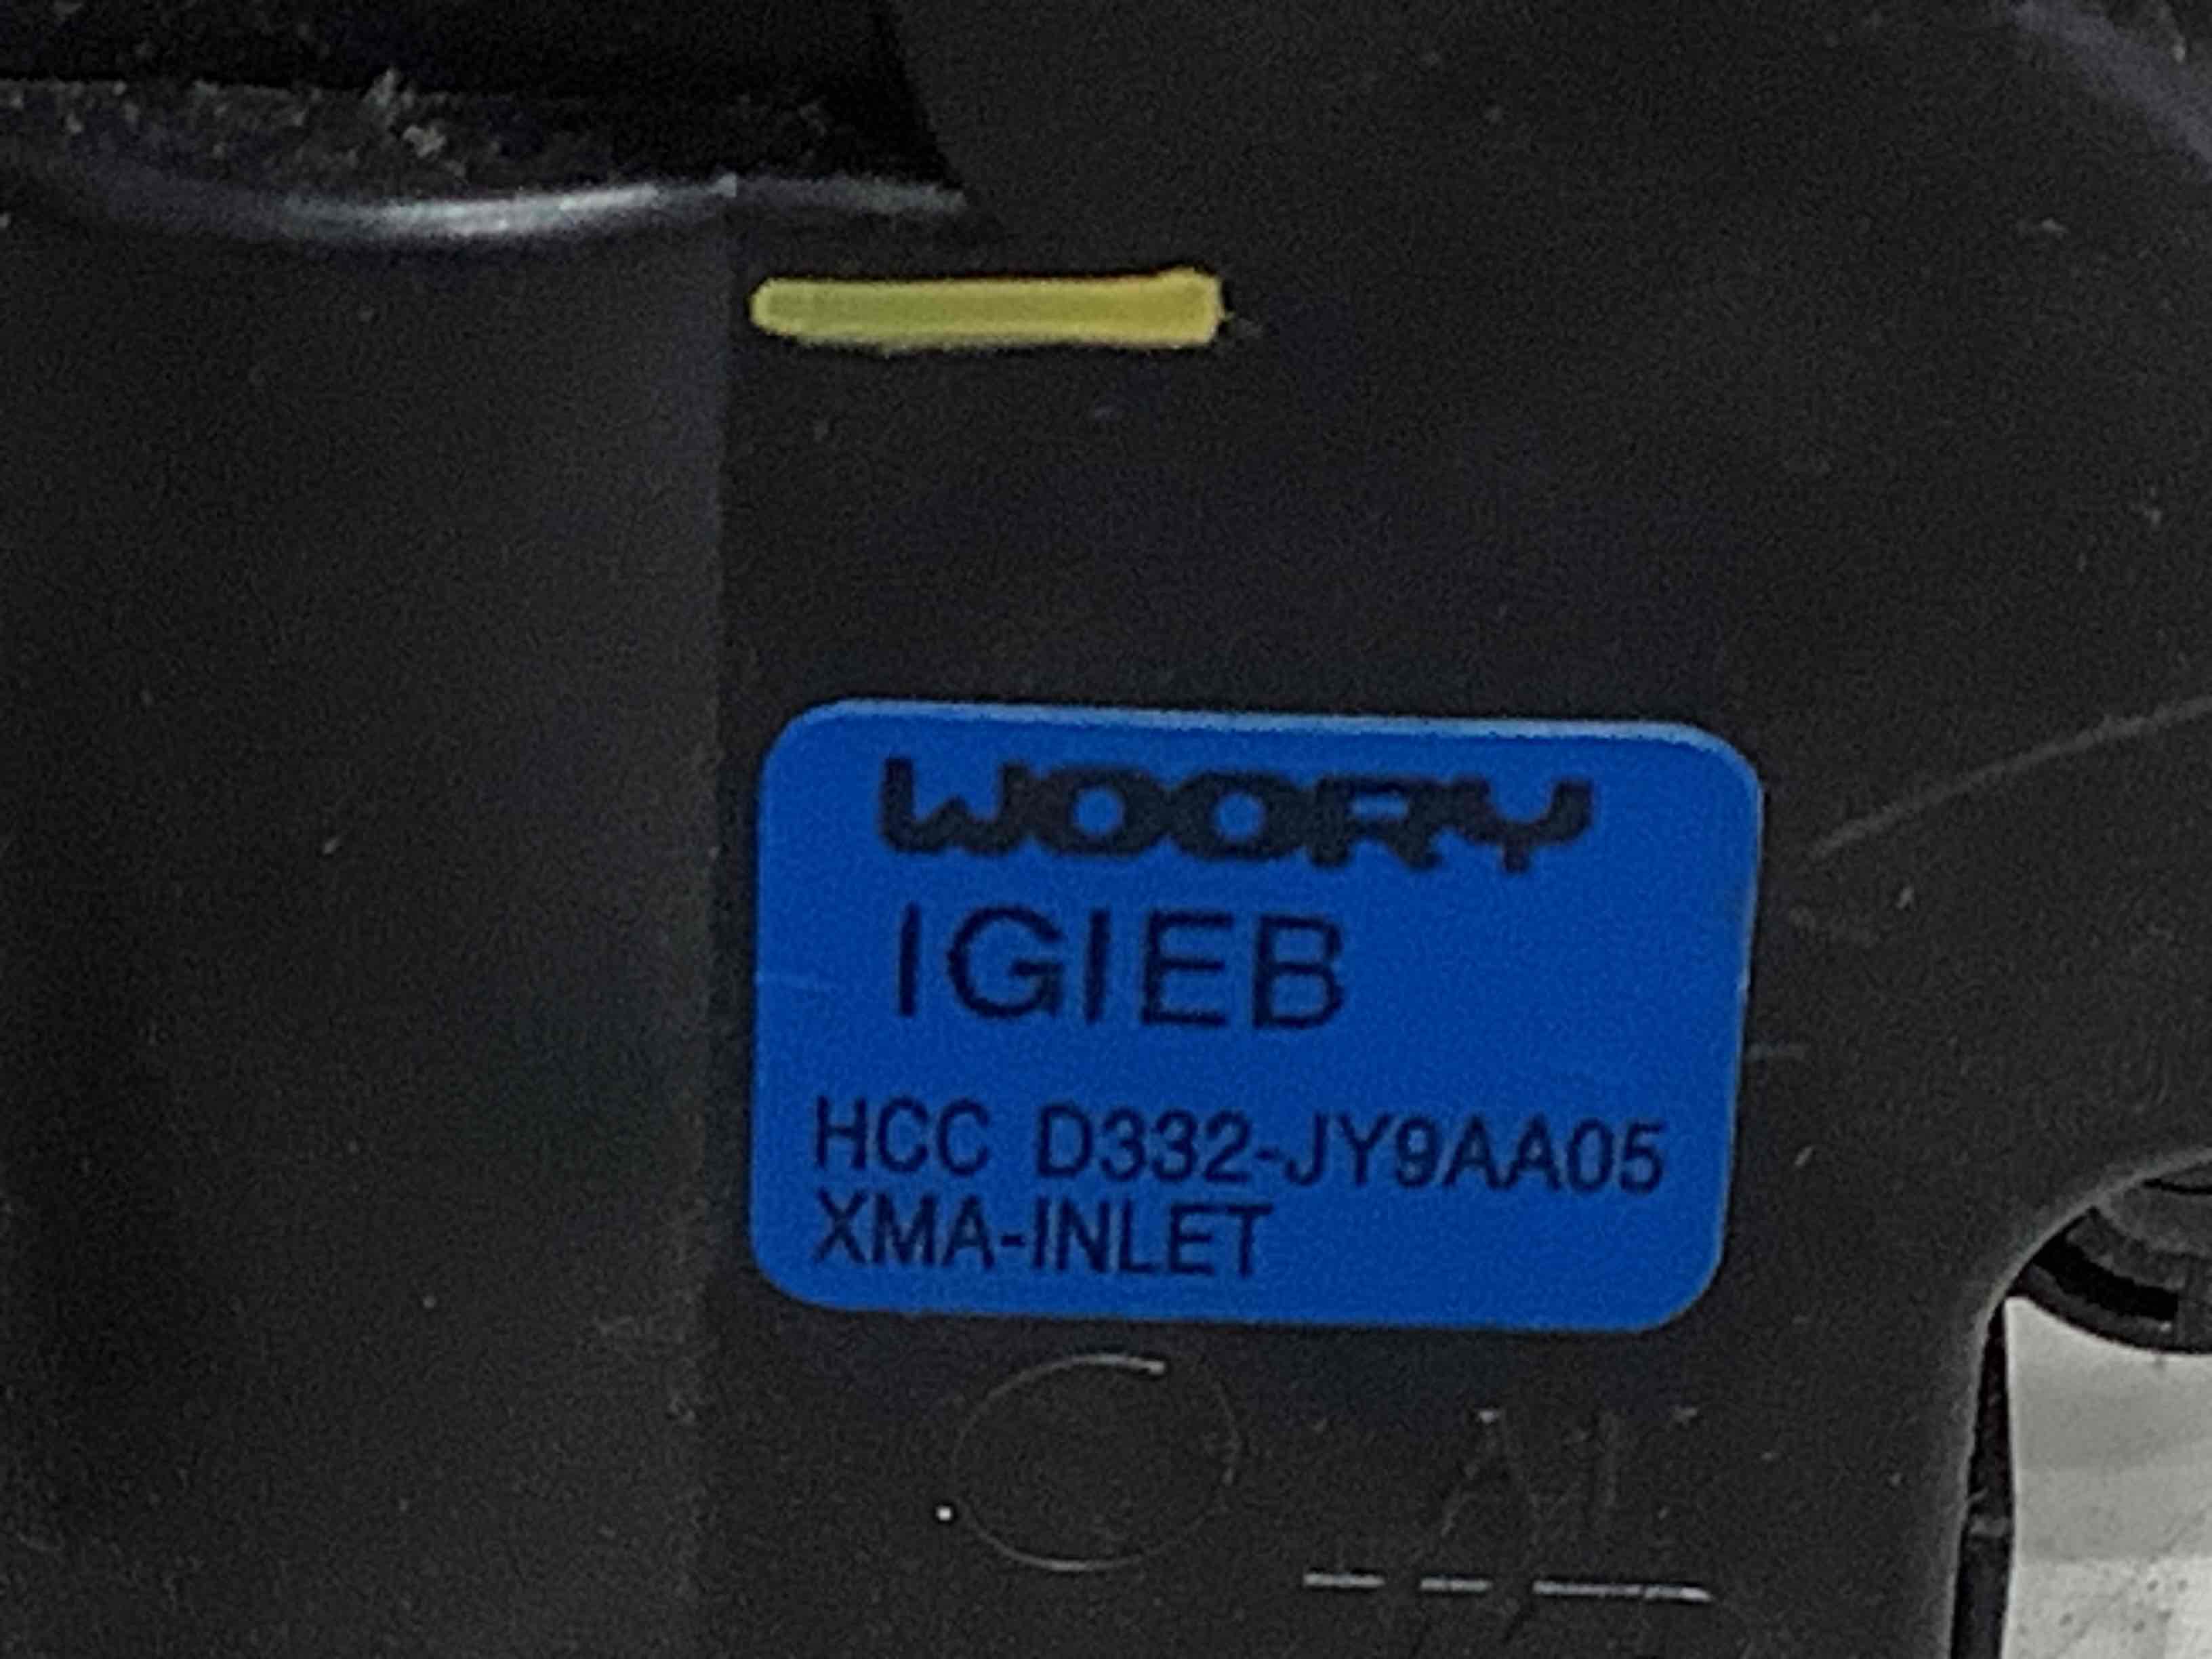 WOORY
IGIEB
HCC D332-JY9AA05
XMA-INLET